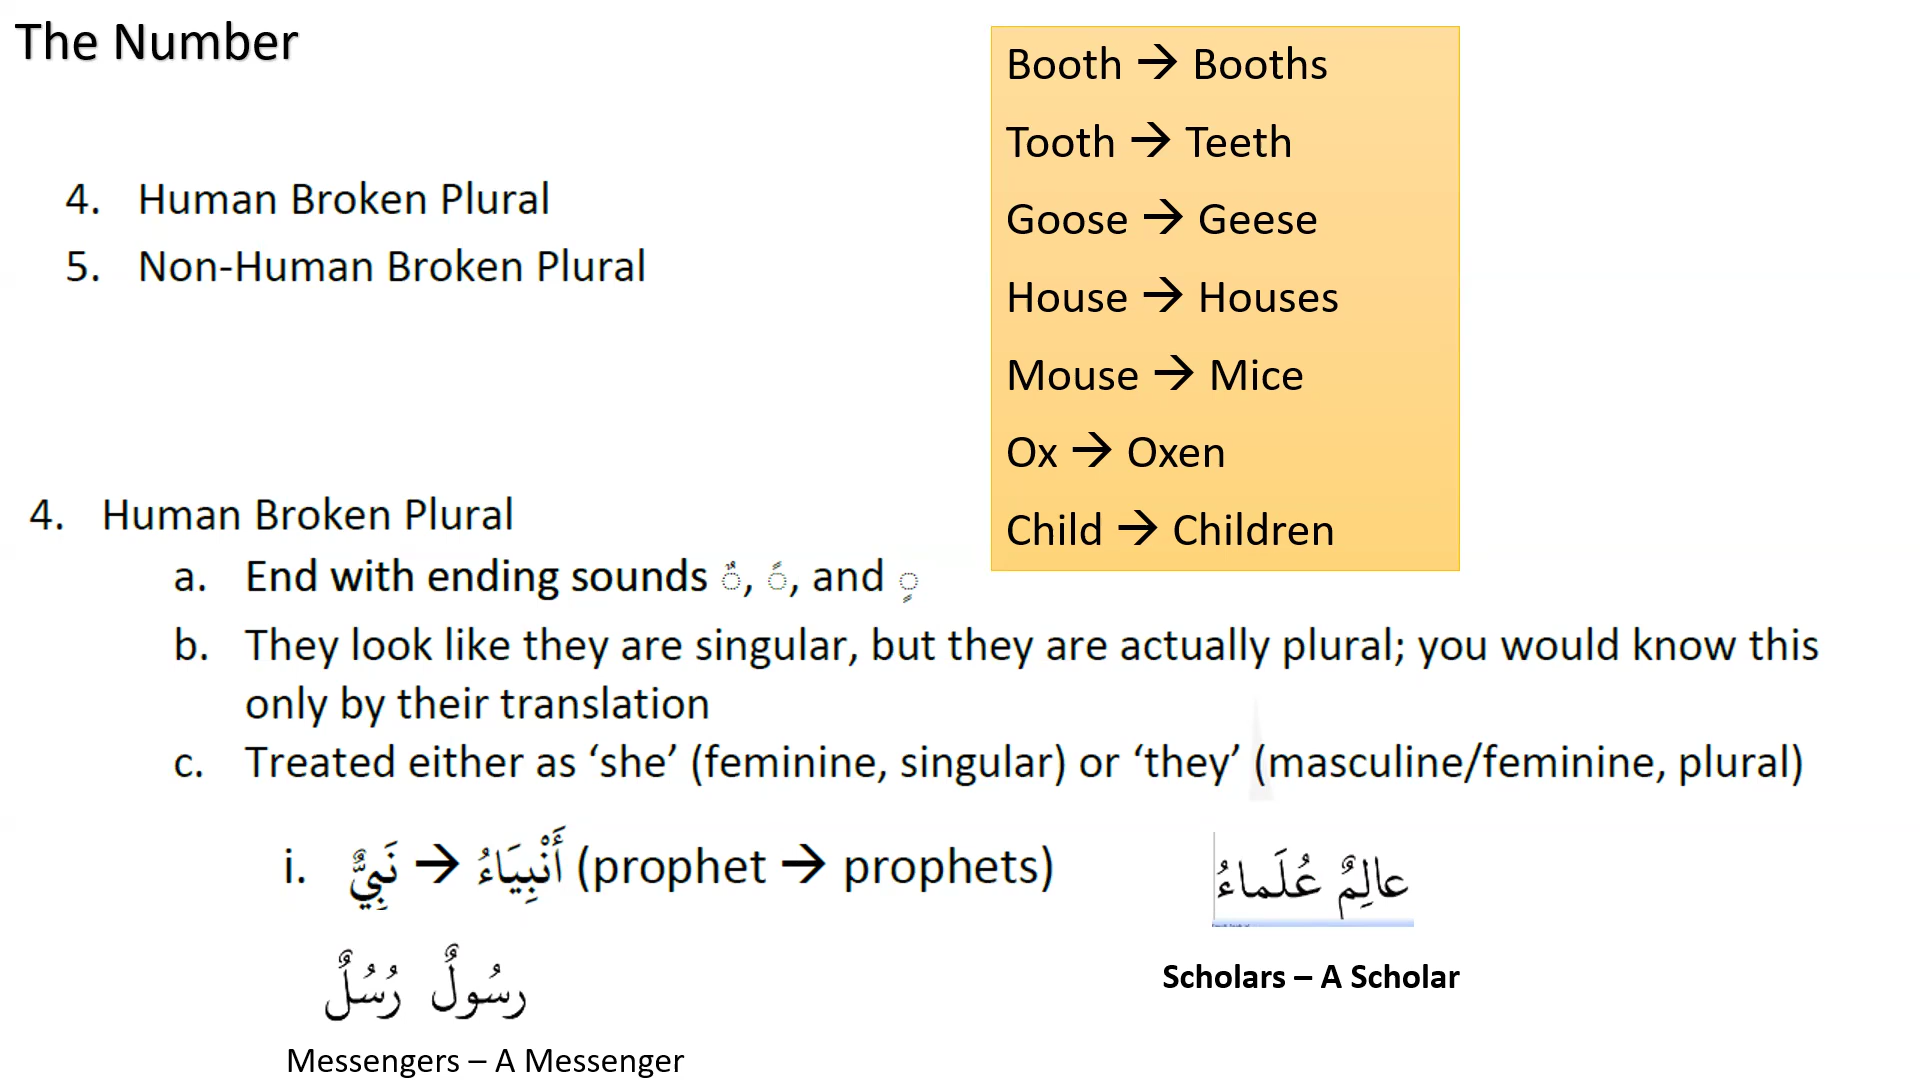 The Number
4. Human Broken Plural
5. Non-Human Broken Plural
Booth → Booths
Tooth → Teeth
Goose → Geese
House → Houses
Mouse → Mice
Ox → Oxen
Child → Children
4. Human Broken Plural
a. End with ending sounds ◌ٌ, ◌ً, and ◌ٍ
b. They look like they are singular, but they are actually plural; you would know this
only by their translation
c. Treated either as ‘she’ (feminine, singular) or ‘they’ (masculine/feminine, plural)
i. نَبِيٌّ → أَنْبِيَاءُ (prophet → prophets)
عالِمٌ عُلَماءُ
Scholars – A Scholar
رسُولٌ رُسُلٌ
Messengers – A Messenger